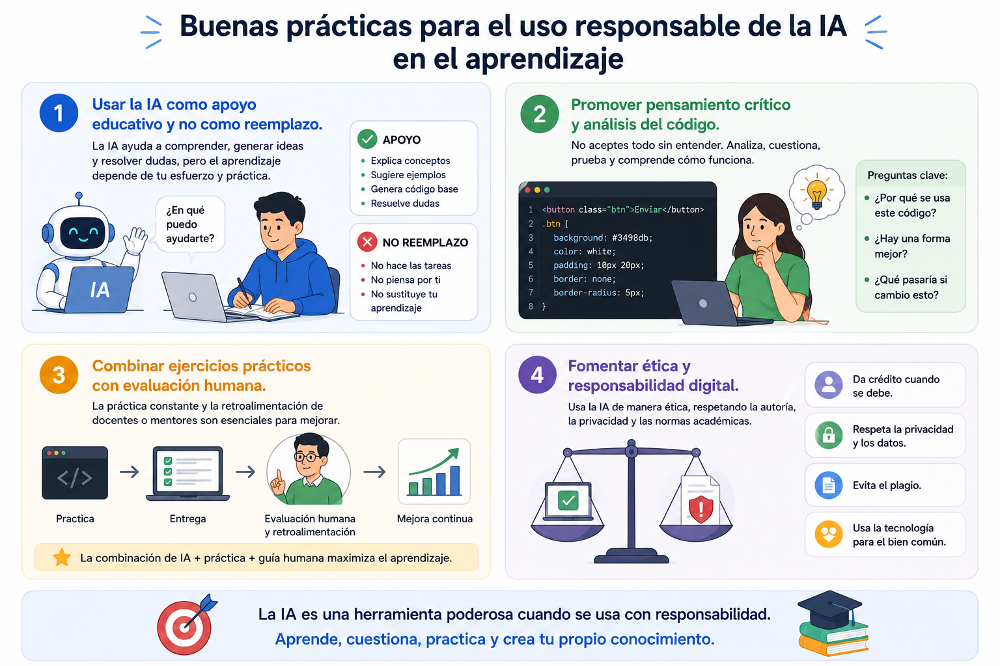 Buenas prácticas para el uso responsable de la IA
en el aprendizaje
1
Usar la IA como apoyo
educativo y no como reemplazo.
La IA ayuda a comprender, generar ideas
y resolver dudas, pero el aprendizaje
depende de tu esfuerzo y práctica.
¿En qué
puedo
ayudarte?
IA
APOYO
• Explica conceptos
• Sugiere ejemplos
• Genera código base
• Resuelve dudas
NO REEMPLAZO
• No hace las tareas
• No piensa por ti
• No sustituye tu
aprendizaje
2
Promover pensamiento crítico
y análisis del código.
No aceptes todo sin entender. Analiza, cuestiona,
prueba y comprende cómo funciona.
1 <button class="btn">Enviar</button>
2 .btn {
3 background: #3498db;
4 color: white;
5 padding: 10px 20px;
6 border: none;
7 border-radius: 5px;
8 }
Preguntas clave:
• ¿Por qué se usa
este código?
• ¿Hay una forma
mejor?
• ¿Qué pasaría si
cambio esto?
3
Combinar ejercicios prácticos
con evaluación humana.
La práctica constante y la retroalimentación de
docentes o mentores son esenciales para mejorar.
</>
Practica
Entrega
Evaluación humana
y retroalimentación
Mejora continua
La combinación de IA + práctica + guía humana maximiza el aprendizaje.
4
Fomentar ética y
responsabilidad digital.
Usa la IA de manera ética, respetando la autoría,
la privacidad y las normas académicas.
Da crédito cuando
se debe.
Respeta la privacidad
y los datos.
Evita el plagio.
Usa la tecnología
para el bien común.
La IA es una herramienta poderosa cuando se usa con responsabilidad.
Aprende, cuestiona, practica y crea tu propio conocimiento.